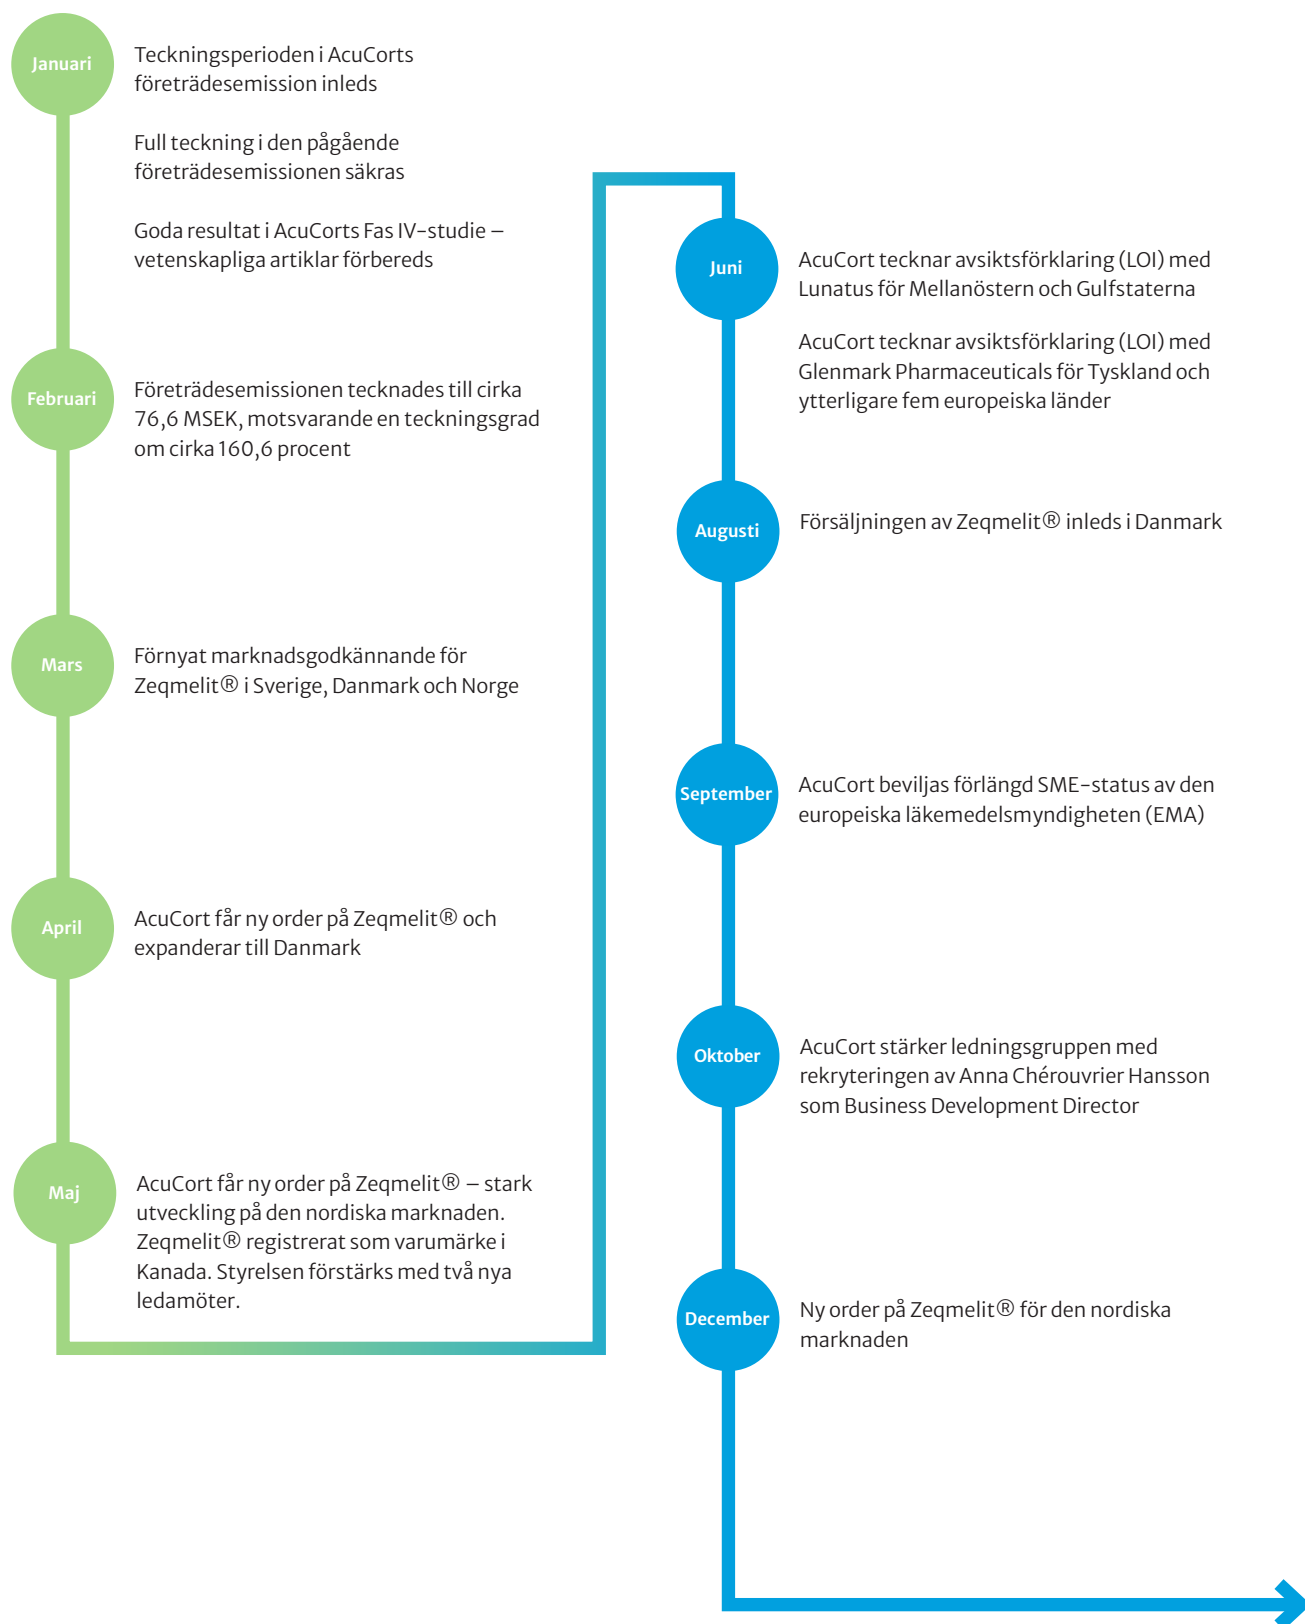 Januari
Teckningsperioden i AcuCorts
företrädesemission inleds
Full teckning i den pågående
företrädesemissionen säkras
Goda resultat i AcuCorts Fas IV-studie –
vetenskapliga artiklar förbereds
Februari
Företrädesemissionen tecknades till cirka
76,6 MSEK, motsvarande en teckningsgrad
om cirka 160,6 procent
Mars
Förnyat marknadsgodkännande för
Zeqmelit® i Sverige, Danmark och Norge
April
AcuCort får ny order på Zeqmelit® och
expanderar till Danmark
Maj
AcuCort får ny order på Zeqmelit® – stark
utveckling på den nordiska marknaden.
Zeqmelit® registrerat som varumärke i
Kanada. Styrelsen förstärks med två nya
ledamöter.
Juni
AcuCort tecknar avsiktsförklaring (LOI) med
Lunatus för Mellanöstern och Gulfstaterna
AcuCort tecknar avsiktsförklaring (LOI) med
Glenmark Pharmaceuticals för Tyskland och
ytterligare fem europeiska länder
Augusti
Försäljningen av Zeqmelit® inleds i Danmark
September
AcuCort beviljas förlängd SME-status av den
europeiska läkemedelsmyndigheten (EMA)
Oktober
AcuCort stärker ledningsgruppen med
rekryteringen av Anna Chérouvrier Hansson
som Business Development Director
December
Ny order på Zeqmelit® för den nordiska
marknaden